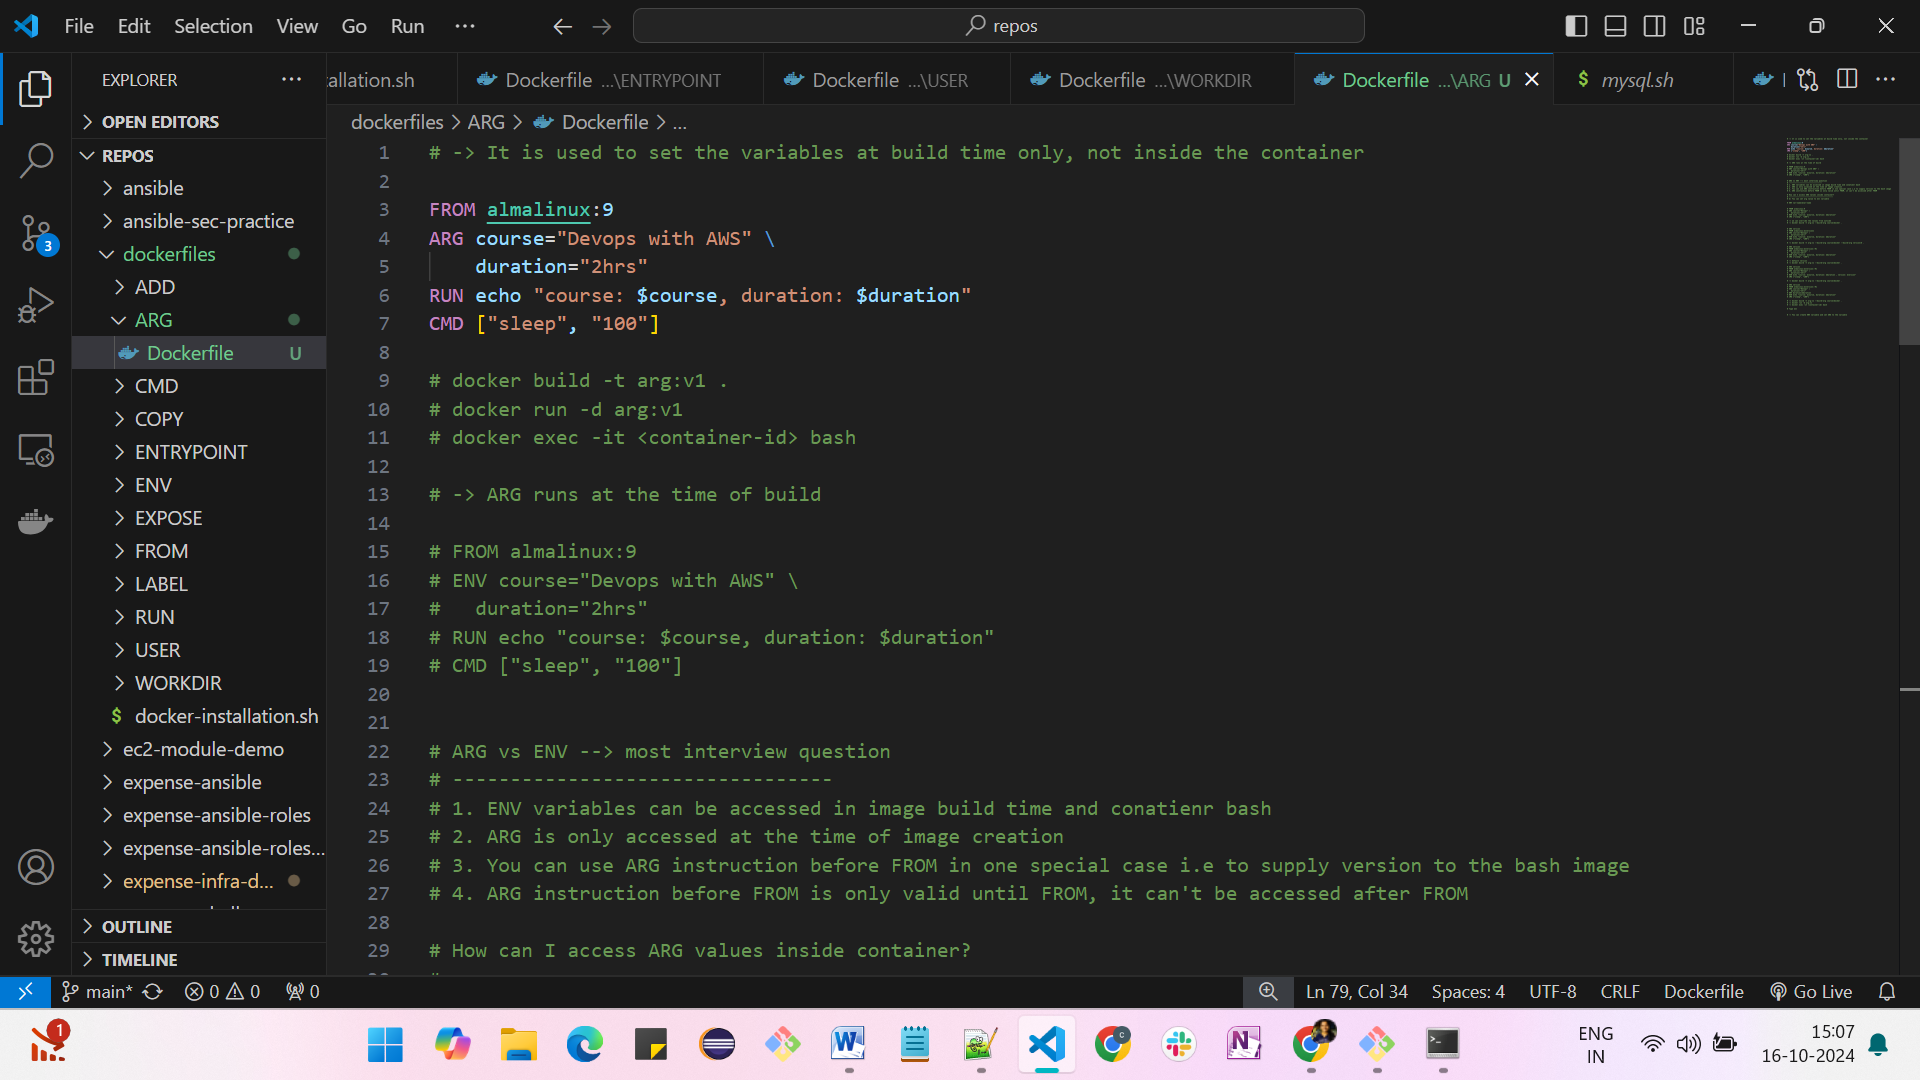 File Edit Selection View Go Run ... repos
EXPLORER
allation.sh Dockerfile ...\ENTRYPOINT Dockerfile ...\USER Dockerfile ...\WORKDIR Dockerfile ...\ARG U $ mysql.sh
OPEN EDITORS
REPOS
ansible
ansible-sec-practice
dockerfiles
ADD
ARG
Dockerfile U
CMD
COPY
ENTRYPOINT
ENV
EXPOSE
FROM
LABEL
RUN
USER
WORKDIR
$ docker-installation.sh
ec2-module-demo
expense-ansible
expense-ansible-roles
expense-ansible-roles...
expense-infra-d...
OUTLINE
TIMELINE
3
dockerfiles > ARG > Dockerfile > ...
1 # -> It is used to set the variables at build time only, not inside the container
2
3 FROM almalinux:9
4 ARG course="Devops with AWS" \
5     duration="2hrs"
6 RUN echo "course: $course, duration: $duration"
7 CMD ["sleep", "100"]
8
9 # docker build -t arg:v1 .
10 # docker run -d arg:v1
11 # docker exec -it <container-id> bash
12
13 # -> ARG runs at the time of build
14
15 # FROM almalinux:9
16 # ENV course="Devops with AWS" \
17 #   duration="2hrs"
18 # RUN echo "course: $course, duration: $duration"
19 # CMD ["sleep", "100"]
20
21
22 # ARG vs ENV --> most interview question
23 # ---------------------------------
24 # 1. ENV variables can be accessed in image build time and conatienr bash
25 # 2. ARG is only accessed at the time of image creation
26 # 3. You can use ARG instruction before FROM in one special case i.e to supply version to the bash image
27 # 4. ARG instruction before FROM is only valid until FROM, it can't be accessed after FROM
28
29 # How can I access ARG values inside container?
main* 0 0 0 Ln 79, Col 34 Spaces: 4 UTF-8 CRLF Dockerfile Go Live
1 ENG IN 15:07
16-10-2024